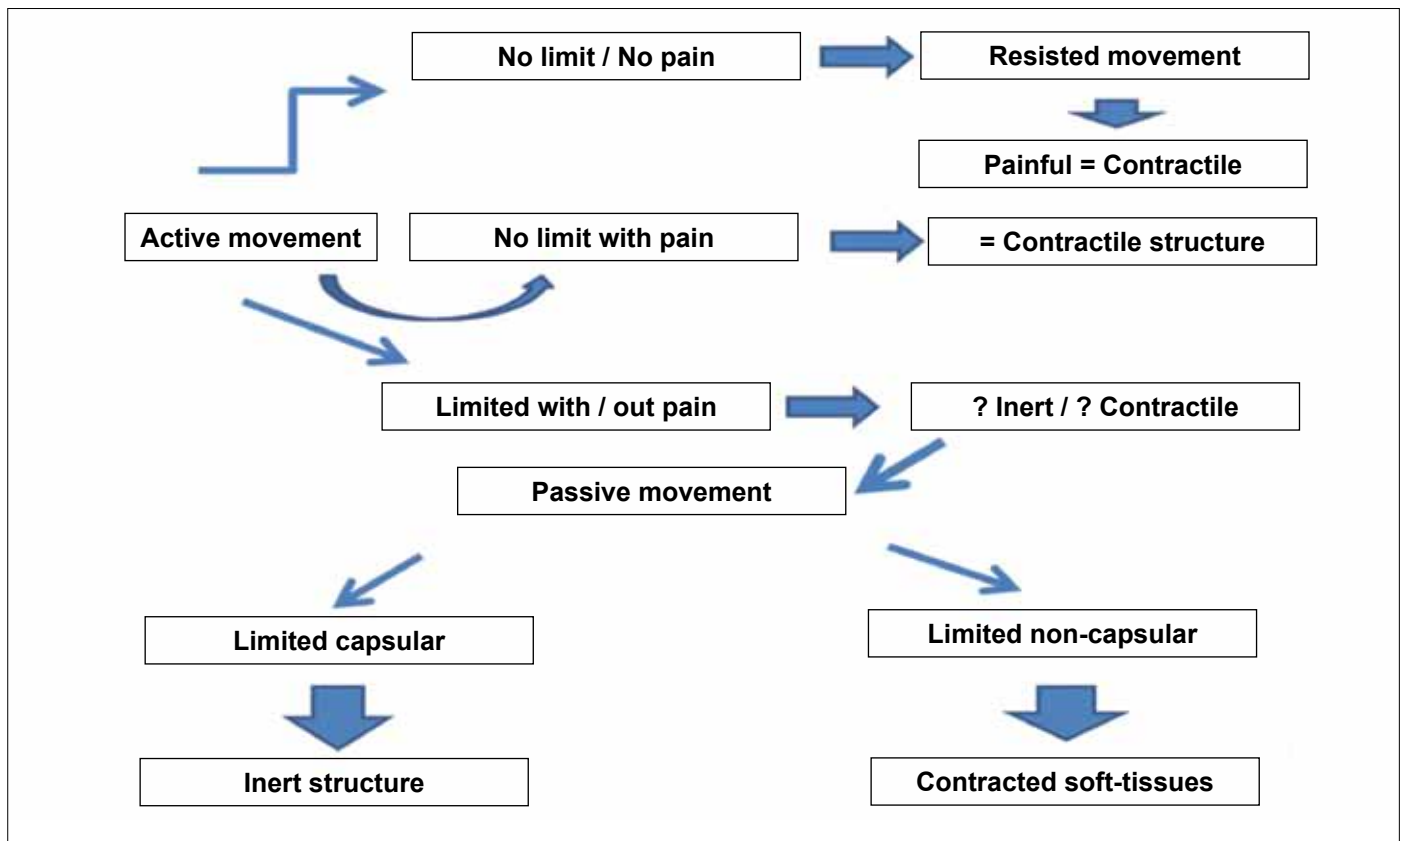 No limit / No pain
Resisted movement
Painful = Contractile
Active movement
No limit with pain
= Contractile structure
Limited with / out pain
? Inert / ? Contractile
Passive movement
Limited capsular
Limited non-capsular
Inert structure
Contracted soft-tissues